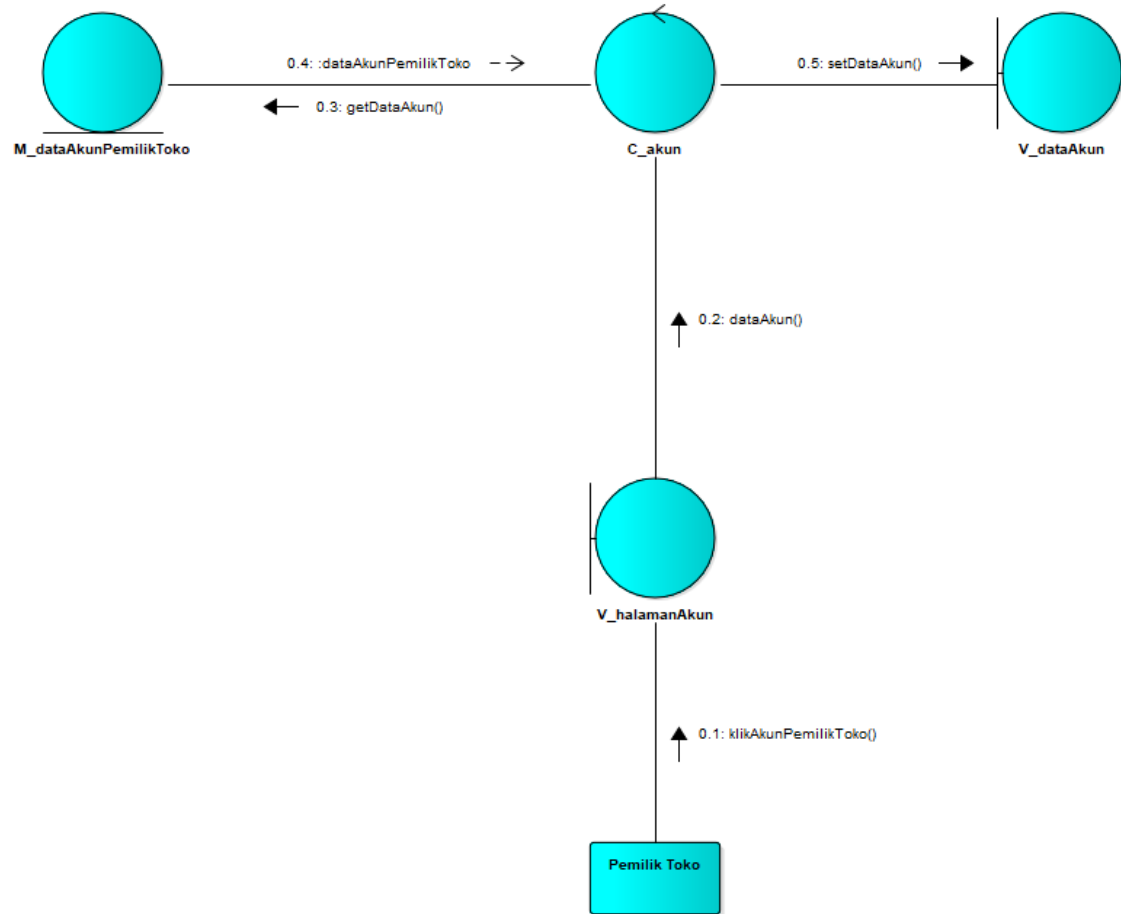 0.4: :dataAkunPemilikToko
0.5: setDataAkun()
0.3: getDataAkun()
M_dataAkunPemilikToko
C_akun
V_dataAkun
0.2: dataAkun()
V_halamanAkun
0.1: klikAkunPemilikToko()
Pemilik Toko